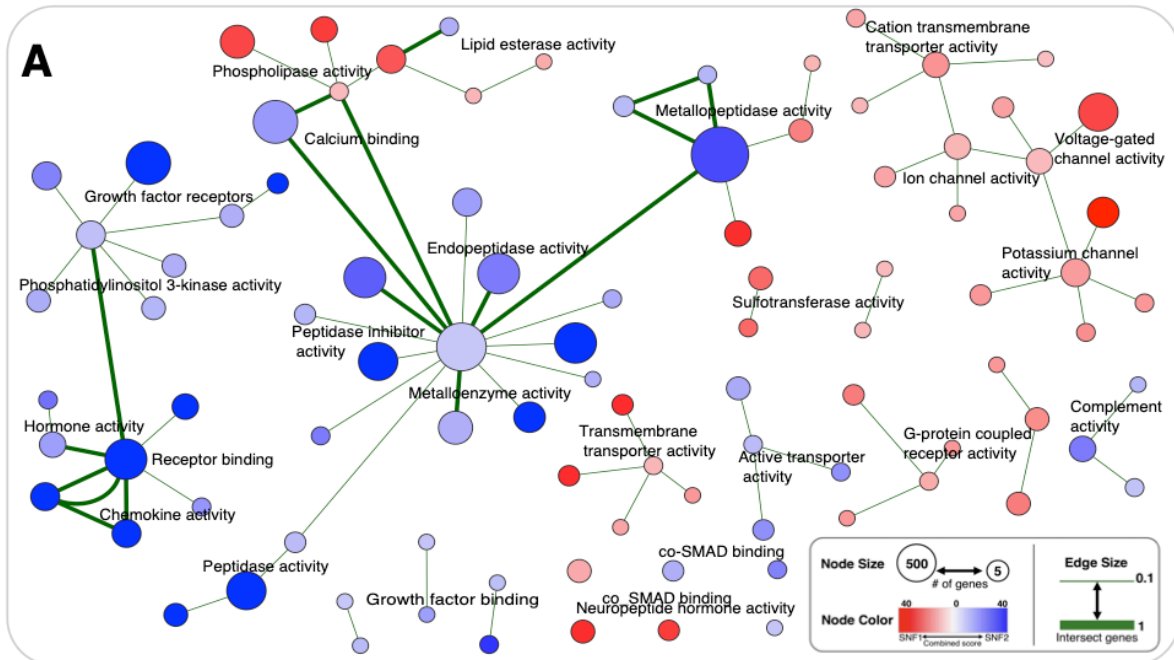 A
Cation transmembrane
transporter activity
Lipid esterase activity
Phospholipase activity
Metallopeptidase activity
Calcium binding
Voltage-gated
channel activity
Ion channel activity
Growth factor receptors
Endopeptidase activity
Potassium channel
activity
Phosphatidylinositol 3-kinase activity
Sulfotransferase activity
Peptidase inhibitor
activity
Metalloenzyme activity
Complement
activity
Hormone activity
Transmembrane
transporter activity
G-protein coupled
receptor activity
Receptor binding
Active transporter
activity
Chemokine activity
co-SMAD binding
Peptidase activity
Growth factor binding
co SMAD binding
Neuropeptide hormone activity
Node Size
500
5
# of genes
Edge Size
0.1
1
Intersect genes
Node Color
40
0
40
SNF1
SNF2
Combined score